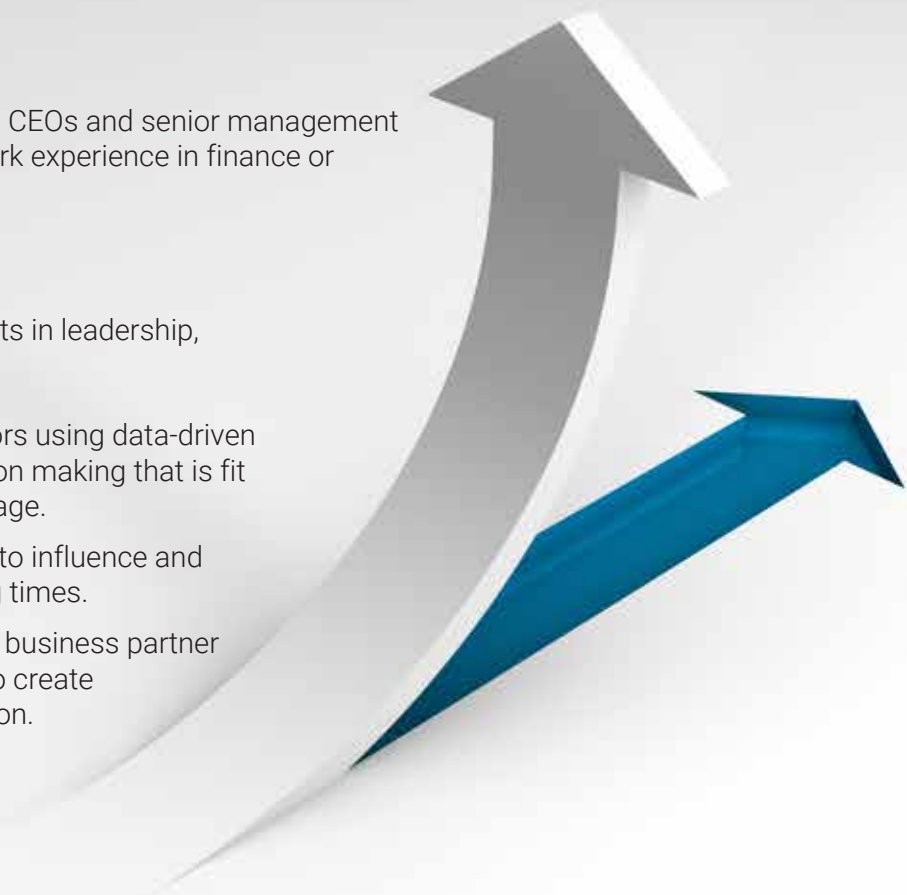 CEOs and senior management
rk experience in finance or
ts in leadership,
ors using data-driven
on making that is fit
age.
to influence and
g times.
business partner
o create
on.